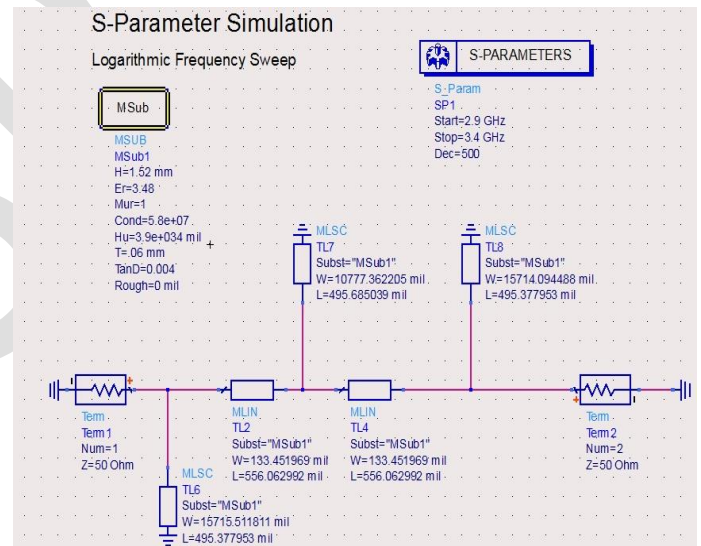 S-Parameter Simulation
Logarithmic Frequency Sweep
S-PARAMETERS
S_Param
SP1
Start=2.9 GHz
Stop=3.4 GHz
Dec=500
MSub
MSUB
MSub1
H=1.52 mm
Er=3.48
Mur=1
Cond=5.8e+07
Hu=3.9e+034 mil
T=.06 mm
TanD=0.004
Rough=0 mil
MLSC
TL7
Subst="MSub1"
W=10777.362205 mil
L=495.685039 mil
MLSC
TL8
Subst="MSub1"
W=15714.094488 mil
L=495.377953 mil
Term
Term1
Num=1
Z=50 Ohm
MLIN
TL2
Subst="MSub1"
W=133.451969 mil
L=556.062992 mil
MLIN
TL4
Subst="MSub1"
W=133.451969 mil
L=556.062992 mil
Term
Term2
Num=2
Z=50 Ohm
MLSC
TL6
Subst="MSub1"
W=15715.511811 mil
L=495.377953 mil